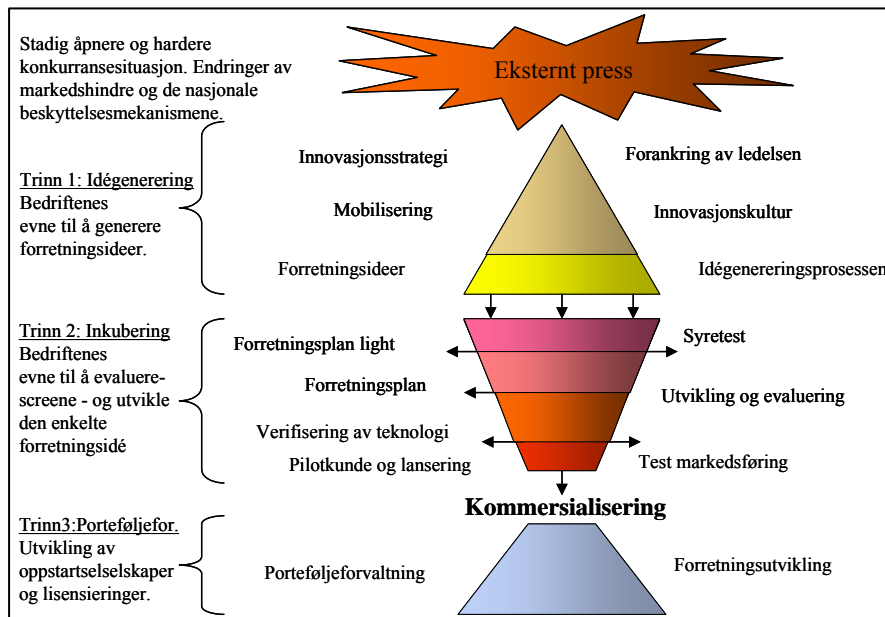 Stadig åpnere og hardere
konkurransesituasjon. Endringer av
markedshindre og de nasjonale
beskyttelsesmekanismene.
Eksternt press
Trinn 1: Idégenerering
Bedriftenes
evne til å generere
forretningsideer.
Innovasjonsstrategi
Forankring av ledelsen
Mobilisering
Innovasjonskultur
Forretningsideer
Idégenereringsprosessen
Trinn 2: Inkubering
Bedriftenes
evne til å evaluere-
screene - og utvikle
den enkelte
forretningsidé
Forretningsplan light
Syretest
Forretningsplan
Utvikling og evaluering
Verifisering av teknologi
Pilotkunde og lansering
Test markedsføring
Kommersialisering
Trinn3:Porteføljefor.
Utvikling av
oppstartselselskaper
og lisensieringer.
Porteføljeforvaltning
Forretningsutvikling